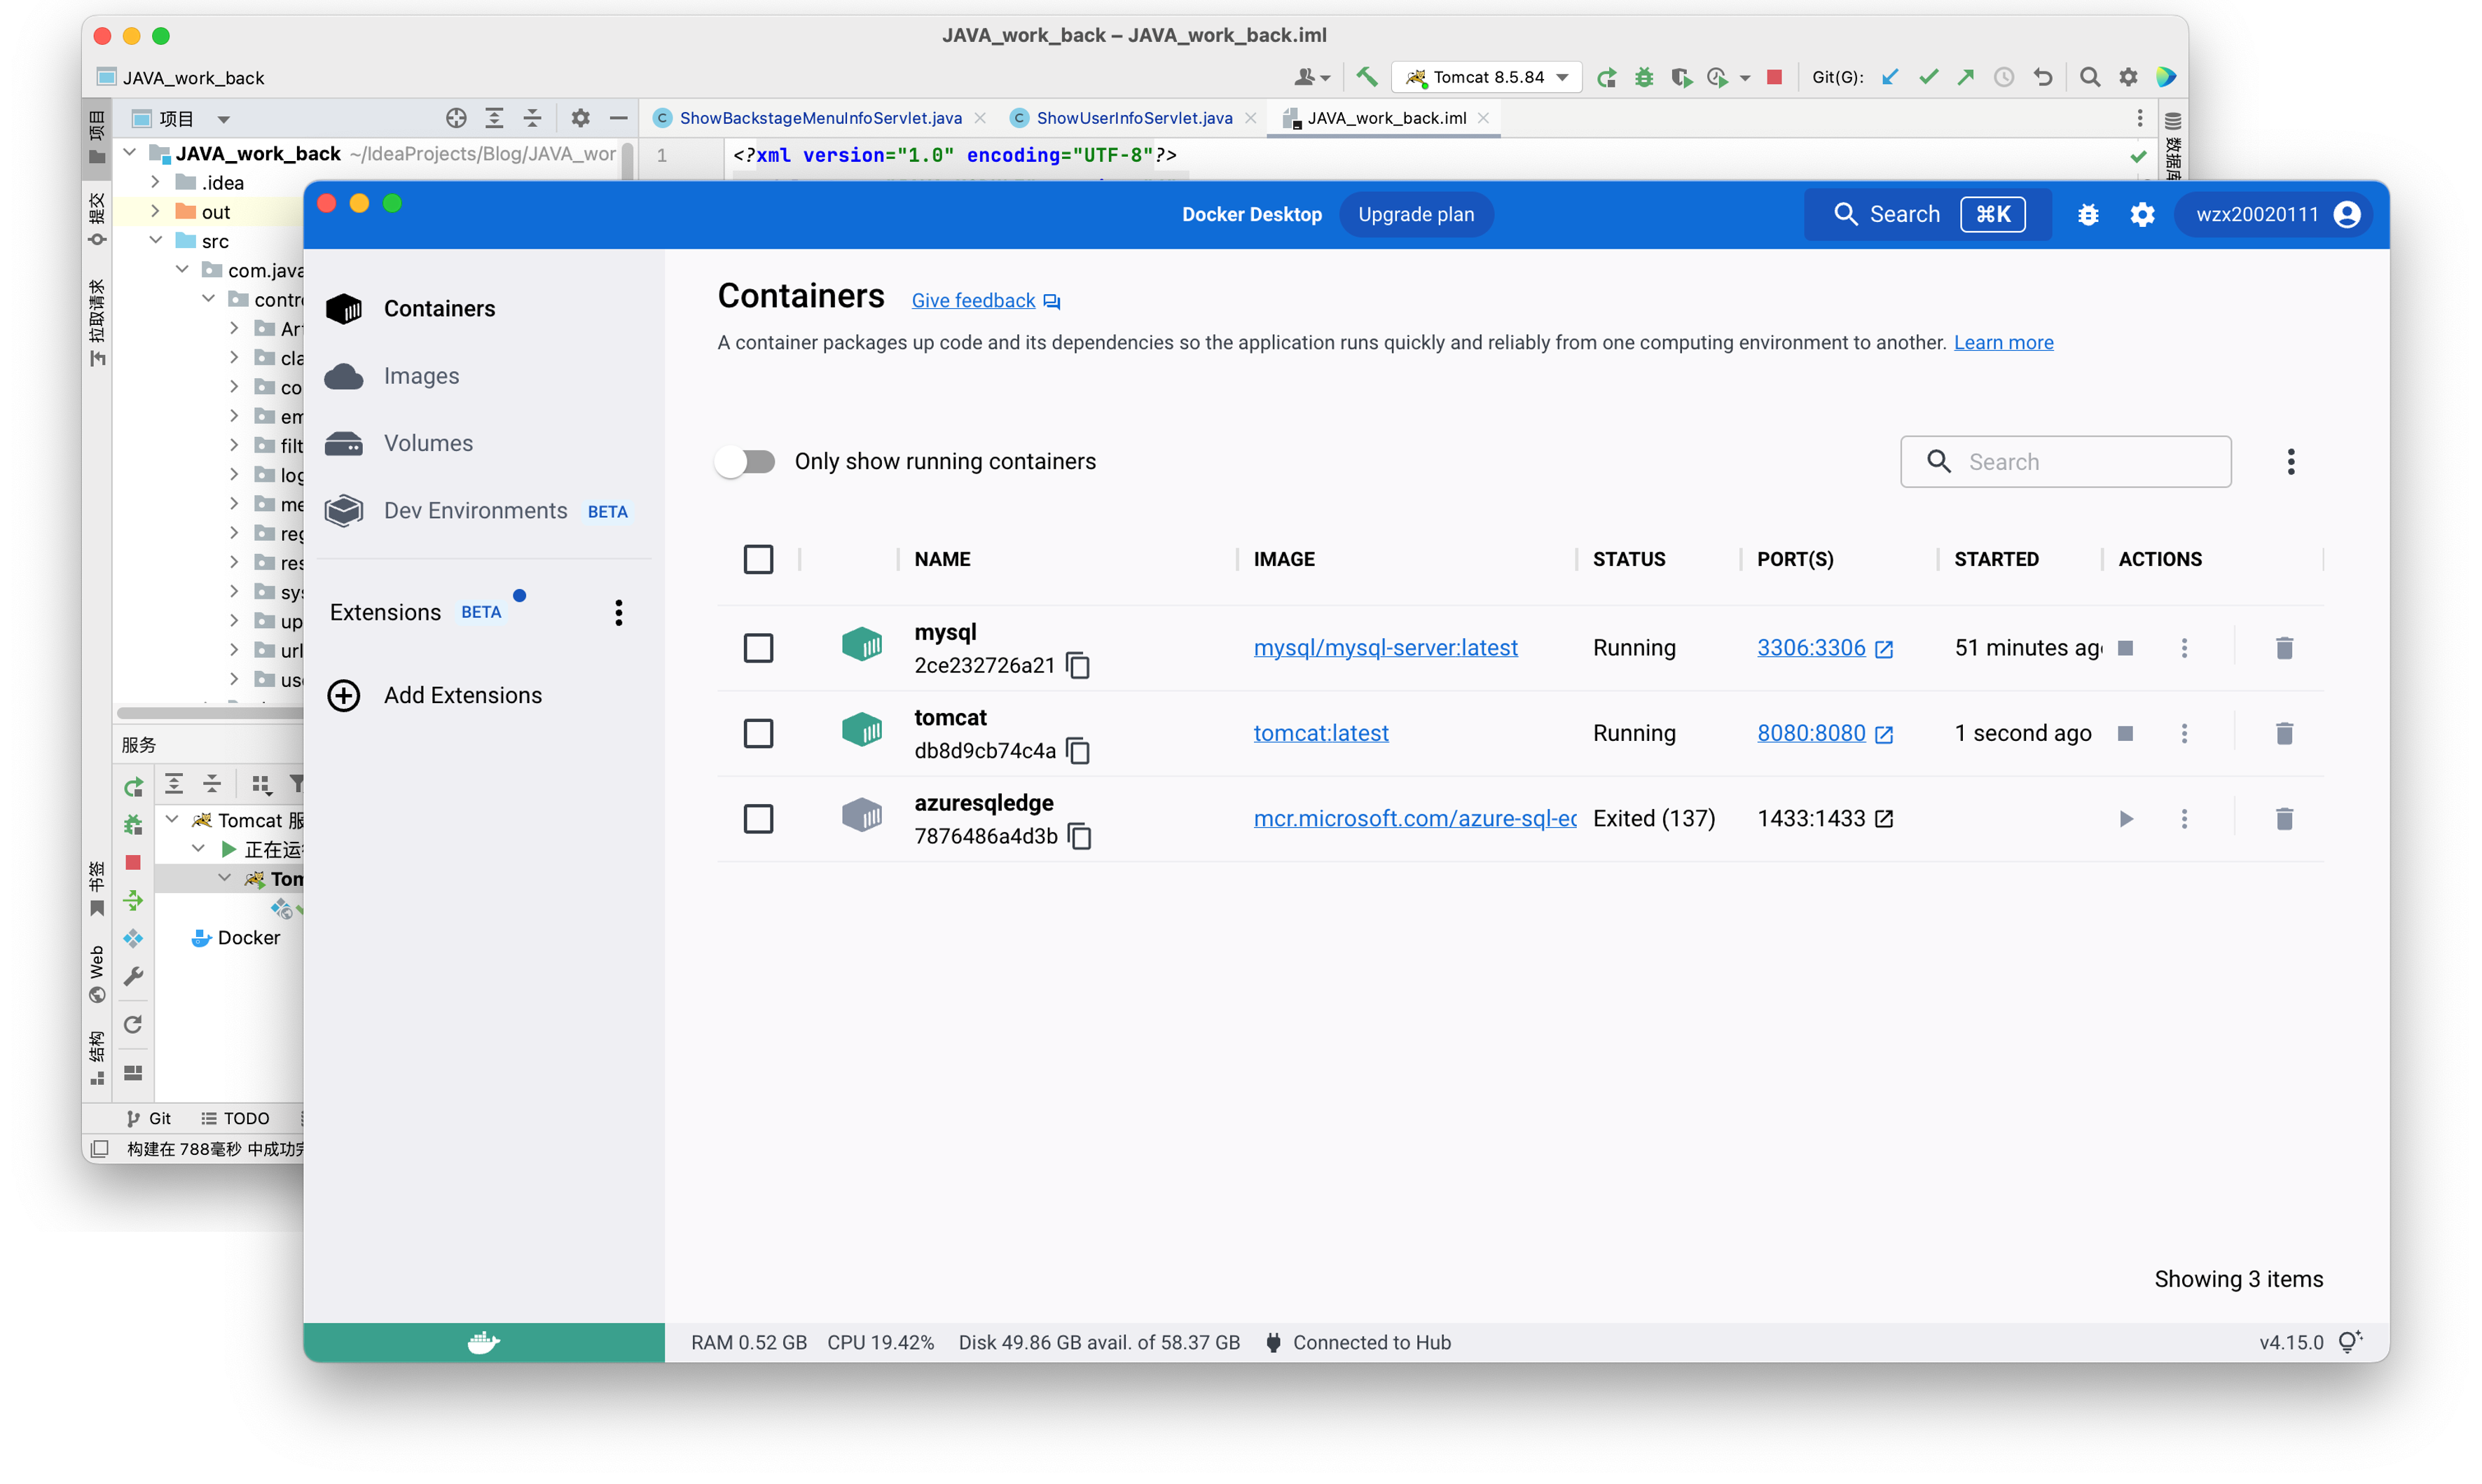 JAVA_work_back – JAVA_work_back.iml
JAVA_work_back
Tomcat 8.5.84
Git(G):
项目
项目
ShowBackstageMenuInfoServlet.java
ShowUserInfoServlet.java
JAVA_work_back.iml
JAVA_work_back ~/IdeaProjects/Blog/JAVA_wor
1
<?xml version="1.0" encoding="UTF-8"?>
数据库
.idea
提交
out
src
com.java
拉取请求
contr
Ar
cla
co
em
filt
log
me
reg
res
sys
up
url
use
服务
Tomcat 服
正在运
Tom
书签
Docker
Web
结构
Git
TODO
构建在 788毫秒 中成功完
Docker Desktop
Upgrade plan
Search
⌘K
wzx20020111
Containers
Images
Volumes
Dev Environments BETA
Extensions BETA
Add Extensions
Containers
Give feedback
A container packages up code and its dependencies so the application runs quickly and reliably from one computing environment to another. Learn more
Only show running containers
Search
NAME IMAGE STATUS PORT(S) STARTED ACTIONS
mysql
2ce232726a21
mysql/mysql-server:latest Running 3306:3306 51 minutes ago
tomcat
db8d9cb74c4a
tomcat:latest Running 8080:8080 1 second ago
azuresqledge
7876486a4d3b
mcr.microsoft.com/azure-sql-ec Exited (137) 1433:1433
Showing 3 items
RAM 0.52 GB CPU 19.42% Disk 49.86 GB avail. of 58.37 GB Connected to Hub
v4.15.0